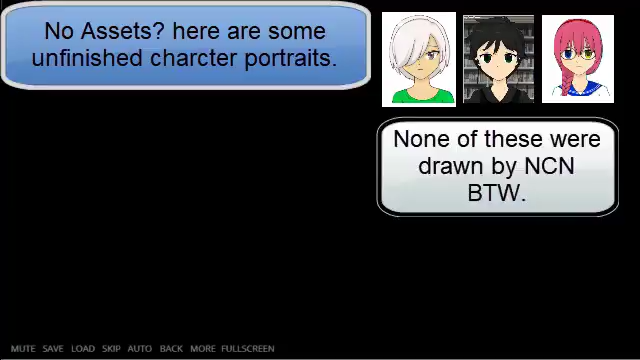 No Assets? here are some
unfinished charcter portraits.
None of these were
drawn by NCN
BTW.
MUTE SAVE LOAD SKIP AUTO BACK MORE FULLSCREEN